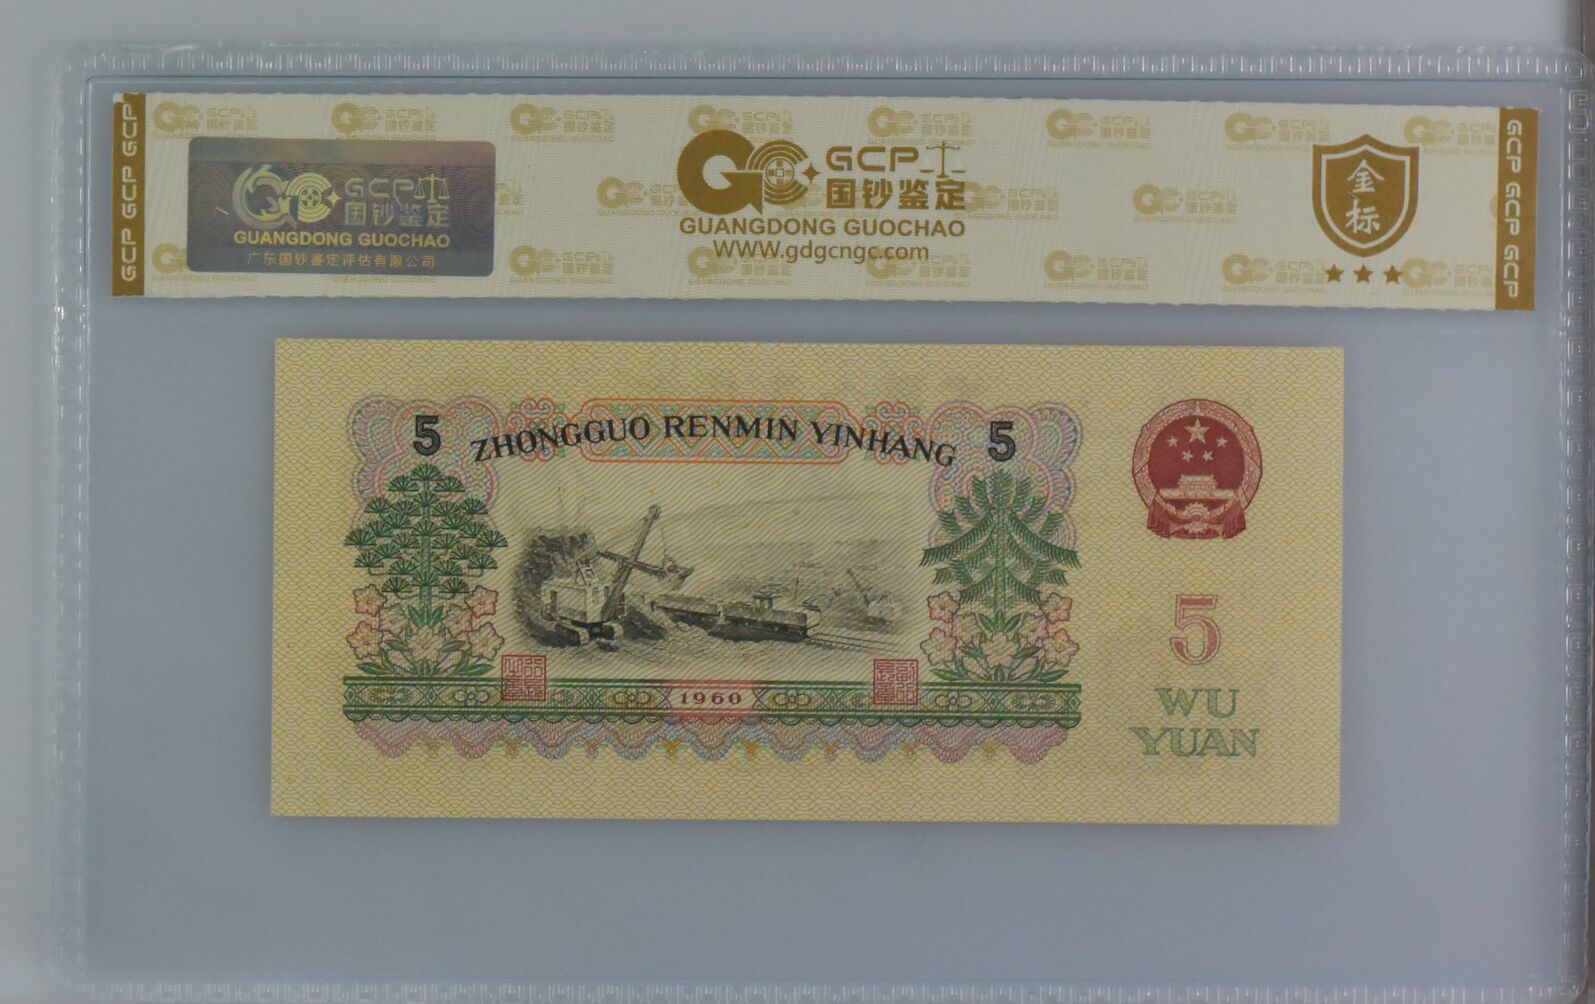 GCP GCP GCP
GCP
国钞鉴定
GUANGDONG GUOCHAO
广东国钞鉴定评估有限公司
GCP
国钞鉴定
GUANGDONG GUOCHAO
WWW.gdgcngc.com
金
标
GCP GCP GCP
5 ZHONGGUO RENMIN YINHANG 5
1960
5
WU
YUAN